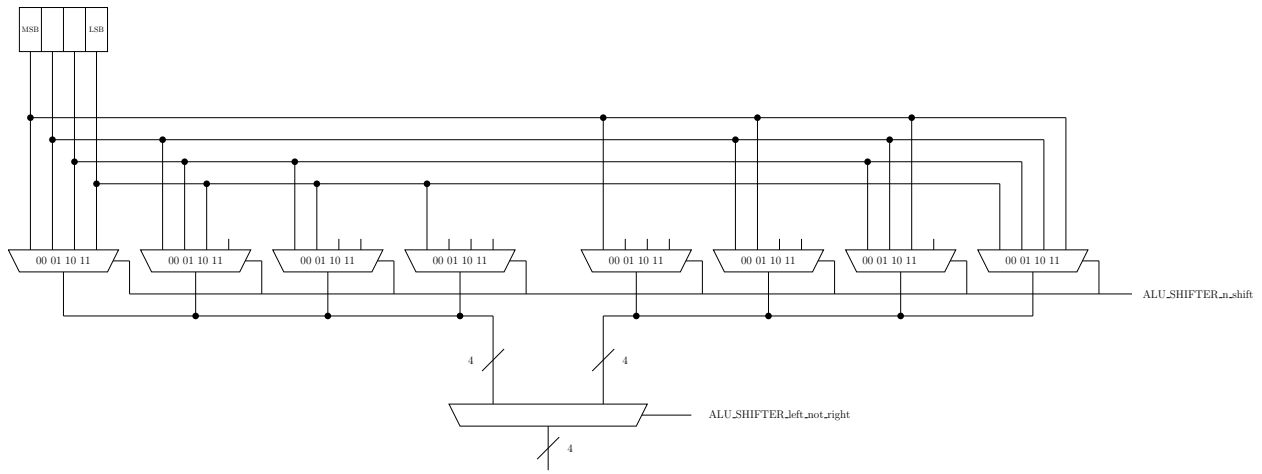 MSB LSB
00 01 10 11 00 01 10 11 00 01 10 11 00 01 10 11 00 01 10 11 00 01 10 11 00 01 10 11 00 01 10 11
ALU_SHIFTER_n_shift
4 4
ALU_SHIFTER_left_not_right
4